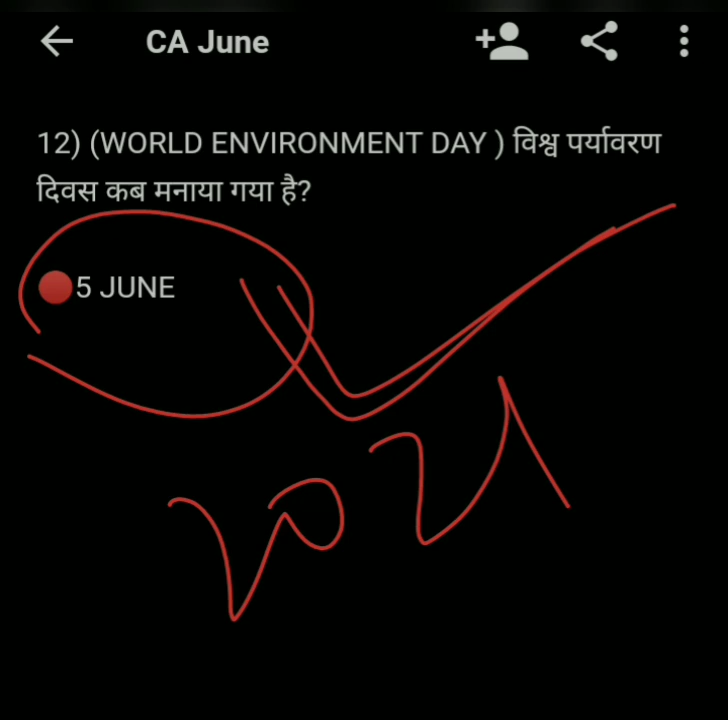 CA June
12) (WORLD ENVIRONMENT DAY ) विश्व पर्यावरण
दिवस कब मनाया गया है?
5 JUNE
2021